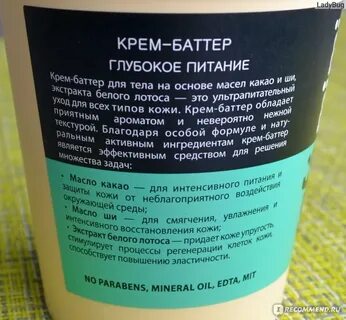 LadyBug
КРЕМ-БАТТЕР
ГЛУБОКОЕ ПИТАНИЕ
Крем-баттер для тела на основе масел какао и ши,
экстракта белого лотоса — это ультрапитательный
уход для всех типов кожи. Крем-баттер обладает
приятным ароматом и невероятно нежной
текстурой. Благодаря особой формуле и нату-
ральным активным ингредиентам крем-баттер
является эффективным средством для решения
множества задач:
• Масло какао — для интенсивного питания и
защиты кожи от неблагоприятного воздействия
окружающей среды;
• Масло ши — для смягчения, увлажнения и
интенсивного восстановления кожи;
• Экстракт белого лотоса — придает коже упругость,
стимулирует процессы регенерации клеток кожи,
способствует повышению эластичности.
NO PARABENS, MINERAL OIL, EDTA, MIT
IRECOMMEND.RU